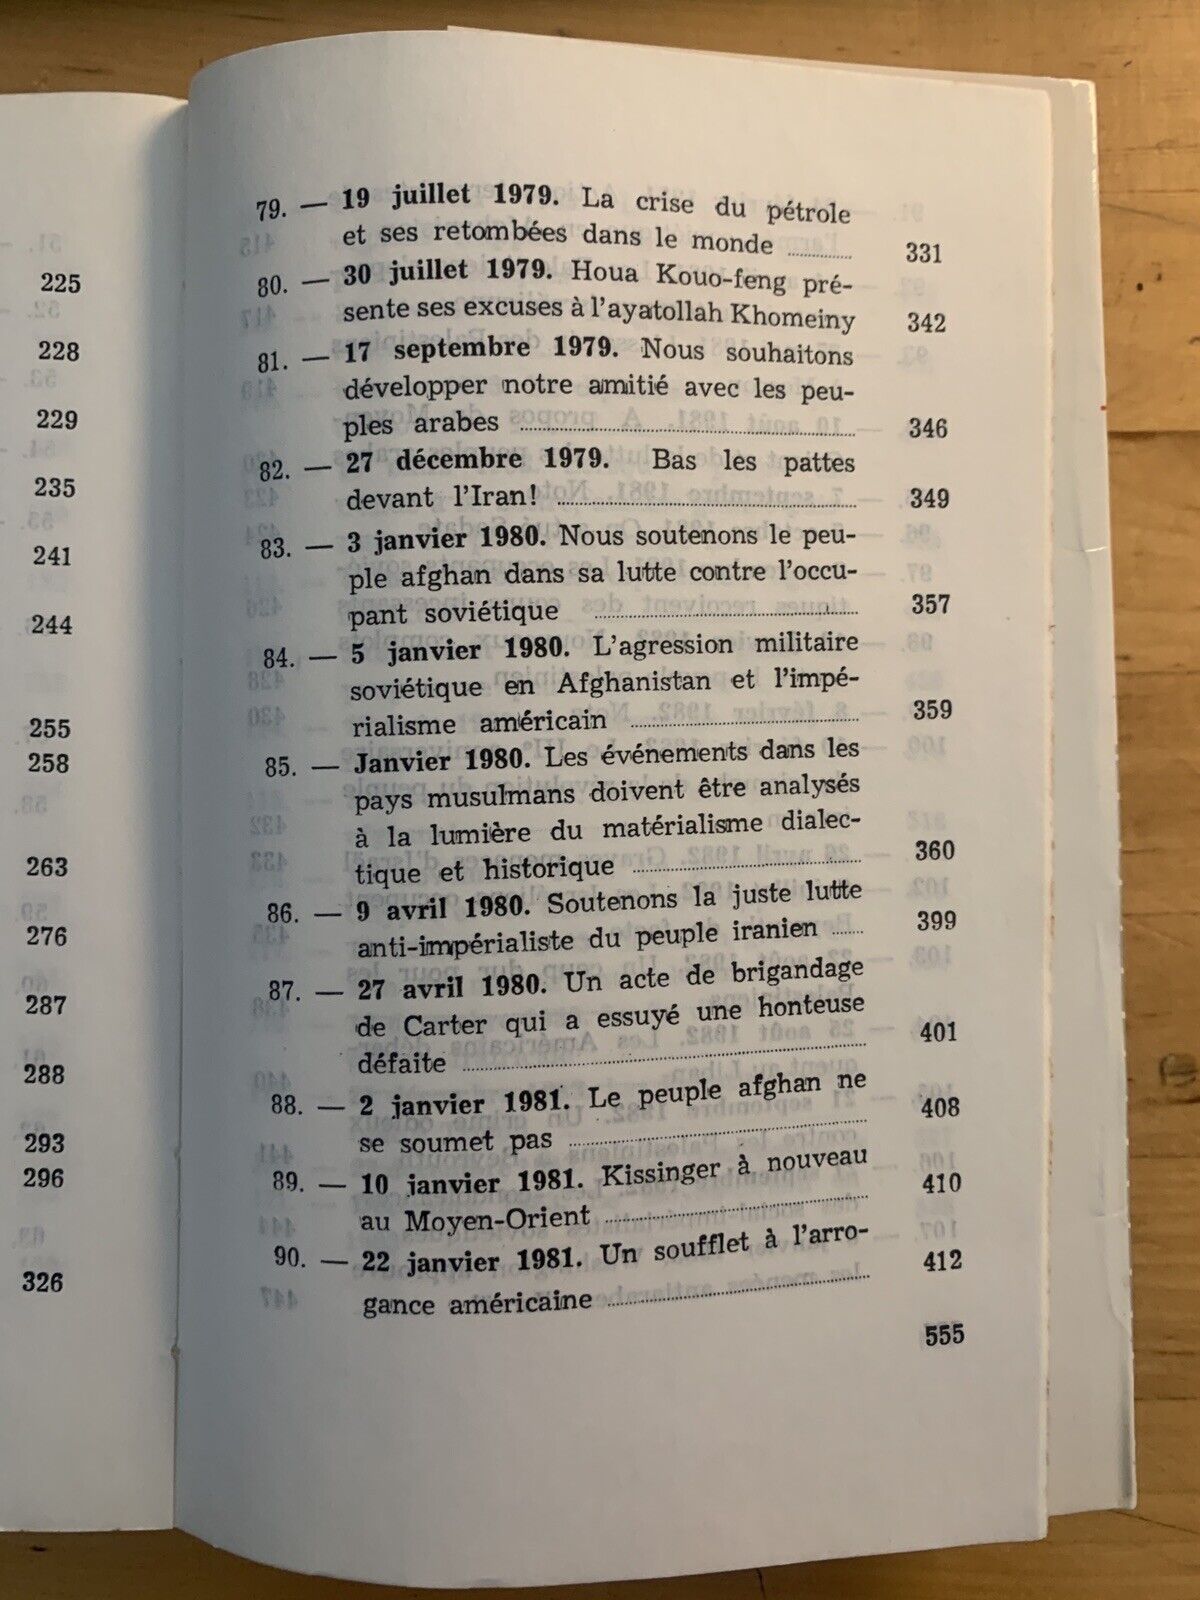 225
228
229
235
241
244
255
258
263
276
287
288
293
296
326
79. — 19 juillet 1979. La crise du pétrole
et ses retombées dans le monde ........ 331
80. — 30 juillet 1979. Houa Kouo-feng pré-
sente ses excuses à l'ayatollah Khomeiny 342
81. — 17 septembre 1979. Nous souhaitons
développer notre amitié avec les peu-
ples arabes ........ 346
82. — 27 décembre 1979. Bas les pattes
devant l'Iran! ........ 349
83. — 3 janvier 1980. Nous soutenons le peu-
ple afghan dans sa lutte contre l'occu-
pant soviétique ........ 357
84. — 5 janvier 1980. L'agression militaire
soviétique en Afghanistan et l'impé-
rialisme américain ........ 359
85. — Janvier 1980. Les événements dans les
pays musulmans doivent être analysés
à la lumière du matérialisme dialec-
tique et historique ........ 360
86. — 9 avril 1980. Soutenons la juste lutte
anti-impérialiste du peuple iranien ........ 399
87. — 27 avril 1980. Un acte de brigandage
de Carter qui a essuyé une honteuse
défaite ........ 401
88. — 2 janvier 1981. Le peuple afghan ne
se soumet pas ........ 408
89. — 10 janvier 1981. Kissinger à nouveau
au Moyen-Orient ........ 410
90. — 22 janvier 1981. Un soufflet à l'arro-
gance américaine ........ 412
555